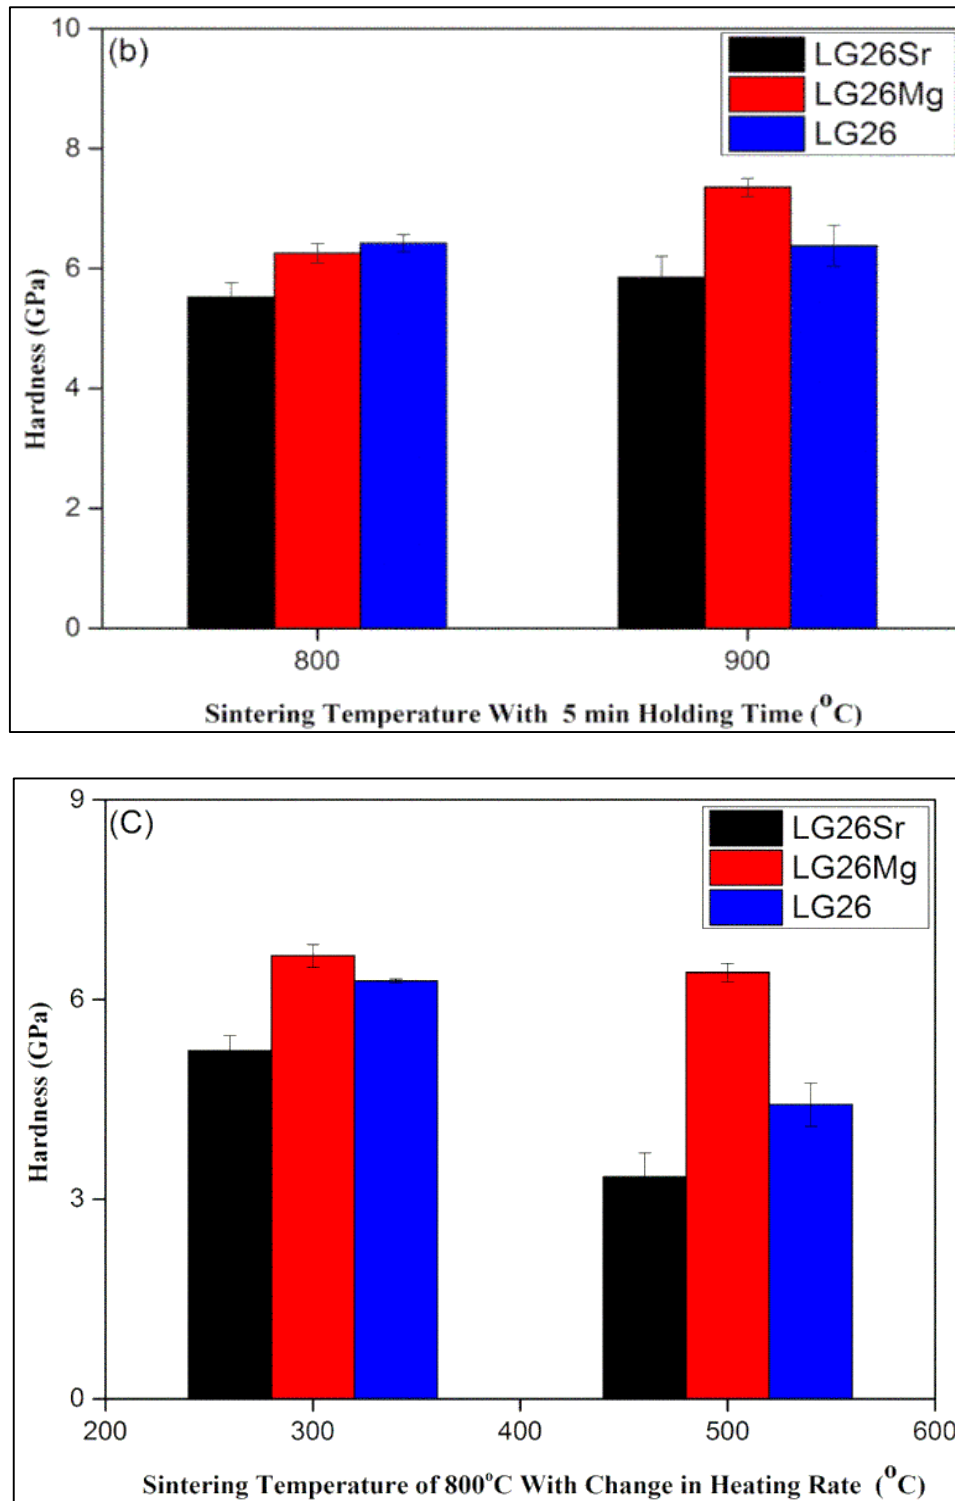 (b)
LG26Sr
LG26Mg
LG26
10
8
6
4
2
0
Hardness (GPa)
800 900
Sintering Temperature With 5 min Holding Time (°C)
(C)
LG26Sr
LG26Mg
LG26
9
6
3
0
Hardness (GPa)
200 300 400 500 600
Sintering Temperature of 800°C With Change in Heating Rate (°C)